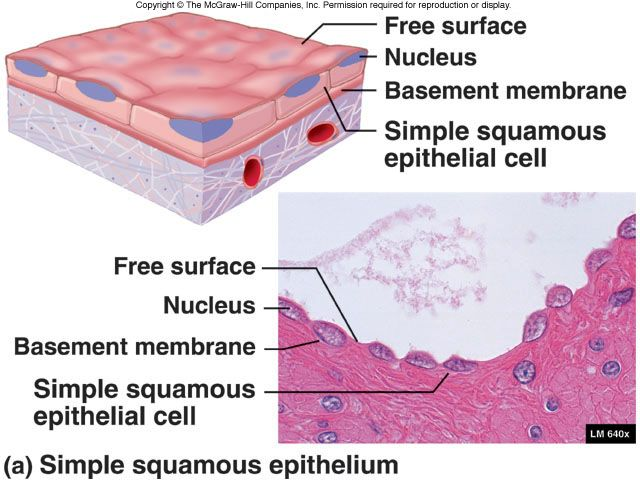 Copyright © The McGraw-Hill Companies, Inc. Permission required for reproduction or display.
Free surface
Nucleus
Basement membrane
Simple squamous
epithelial cell
Free surface
Nucleus
Basement membrane
Simple squamous
epithelial cell
LM 640x
(a) Simple squamous epithelium